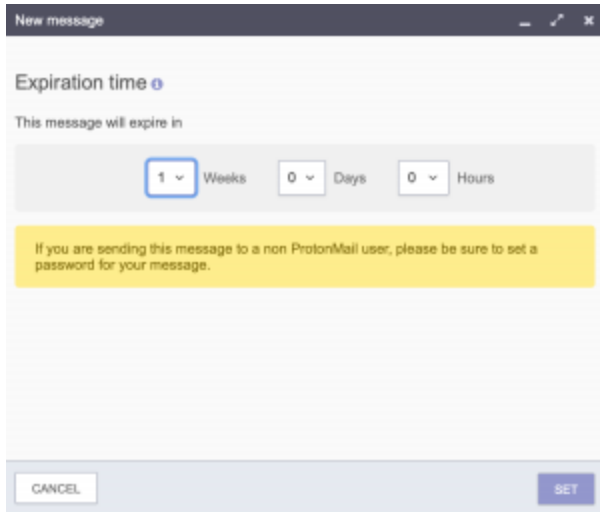 New message
Expiration time
This message will expire in
1 Weeks 0 Days 0 Hours
If you are sending this message to a non ProtonMail user, please be sure to set a
password for your message.
CANCEL SET